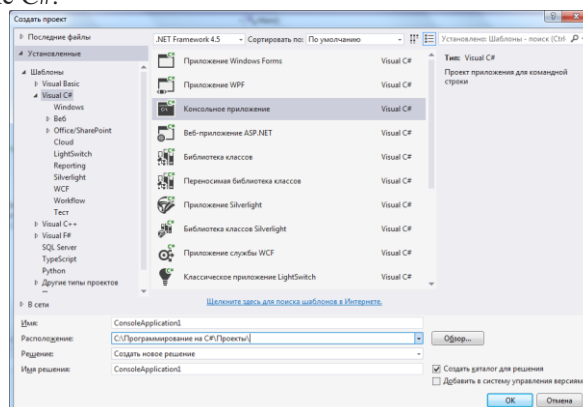 Создать проект
Последние файлы
Установленные
Шаблоны
Visual Basic
Visual C#
Windows
Веб
Office/SharePoint
Cloud
LightSwitch
Reporting
Silverlight
WCF
Workflow
Тест
Visual C++
Visual F#
SQL Server
TypeScript
Python
Другие типы проектов
В сети
.NET Framework 4.5 Сортировать по: По умолчанию
Приложение Windows Forms Visual C#
Приложение WPF Visual C#
Консольное приложение Visual C#
Веб-приложение ASP.NET Visual C#
Библиотека классов Visual C#
Переносимая библиотека классов Visual C#
Приложение Silverlight Visual C#
Библиотека классов Silverlight Visual C#
Приложение службы WCF Visual C#
Классическое приложение LightSwitch Visual C#
Щелкните здесь для поиска шаблонов в Интернете.
Установлено: Шаблоны - поиск (Ctrl
Тип: Visual C#
Проект приложения для командной
строки
Имя: ConsoleApplication1
Расположение: C:\Программирование на C#\Проекты\ Обзор...
Решение: Создать новое решение
Имя решения: ConsoleApplication1
Создать каталог для решения
Добавить в систему управления версиям
OK Отмена